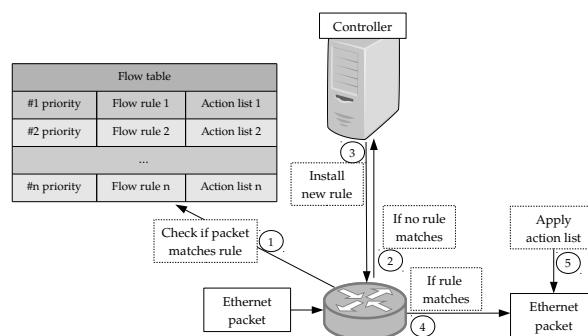 Controller
Flow table
#1 priority Flow rule 1 Action list 1
#2 priority Flow rule 2 Action list 2
...
#n priority Flow rule n Action list n
3
Install
new rule
Check if packet
matches rule
1
If no rule
matches
2
Apply
action list
5
If rule
matches
4
Ethernet
packet
Ethernet
packet